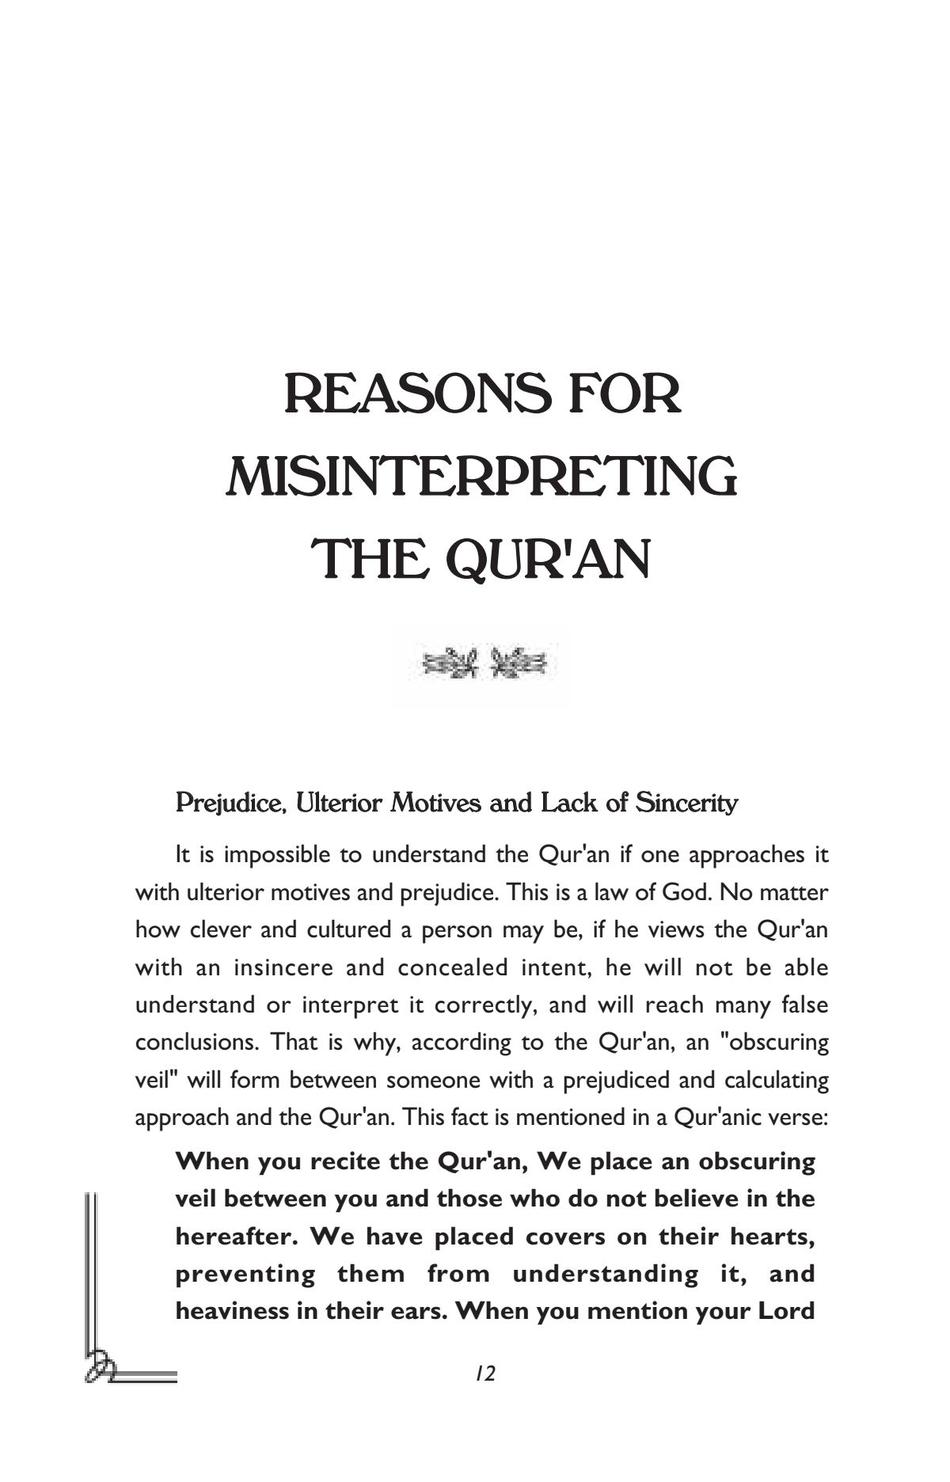 REASONS FOR
MISINTERPRETING
THE QUR'AN
Prejudice, Ulterior Motives and Lack of Sincerity
It is impossible to understand the Qur'an if one approaches it
with ulterior motives and prejudice. This is a law of God. No matter
how clever and cultured a person may be, if he views the Qur'an
with an insincere and concealed intent, he will not be able
understand or interpret it correctly, and will reach many false
conclusions. That is why, according to the Qur'an, an "obscuring
veil" will form between someone with a prejudiced and calculating
approach and the Qur'an. This fact is mentioned in a Qur'anic verse:
When you recite the Qur'an, We place an obscuring
veil between you and those who do not believe in the
hereafter. We have placed covers on their hearts,
preventing them from understanding it, and
heaviness in their ears. When you mention your Lord
12